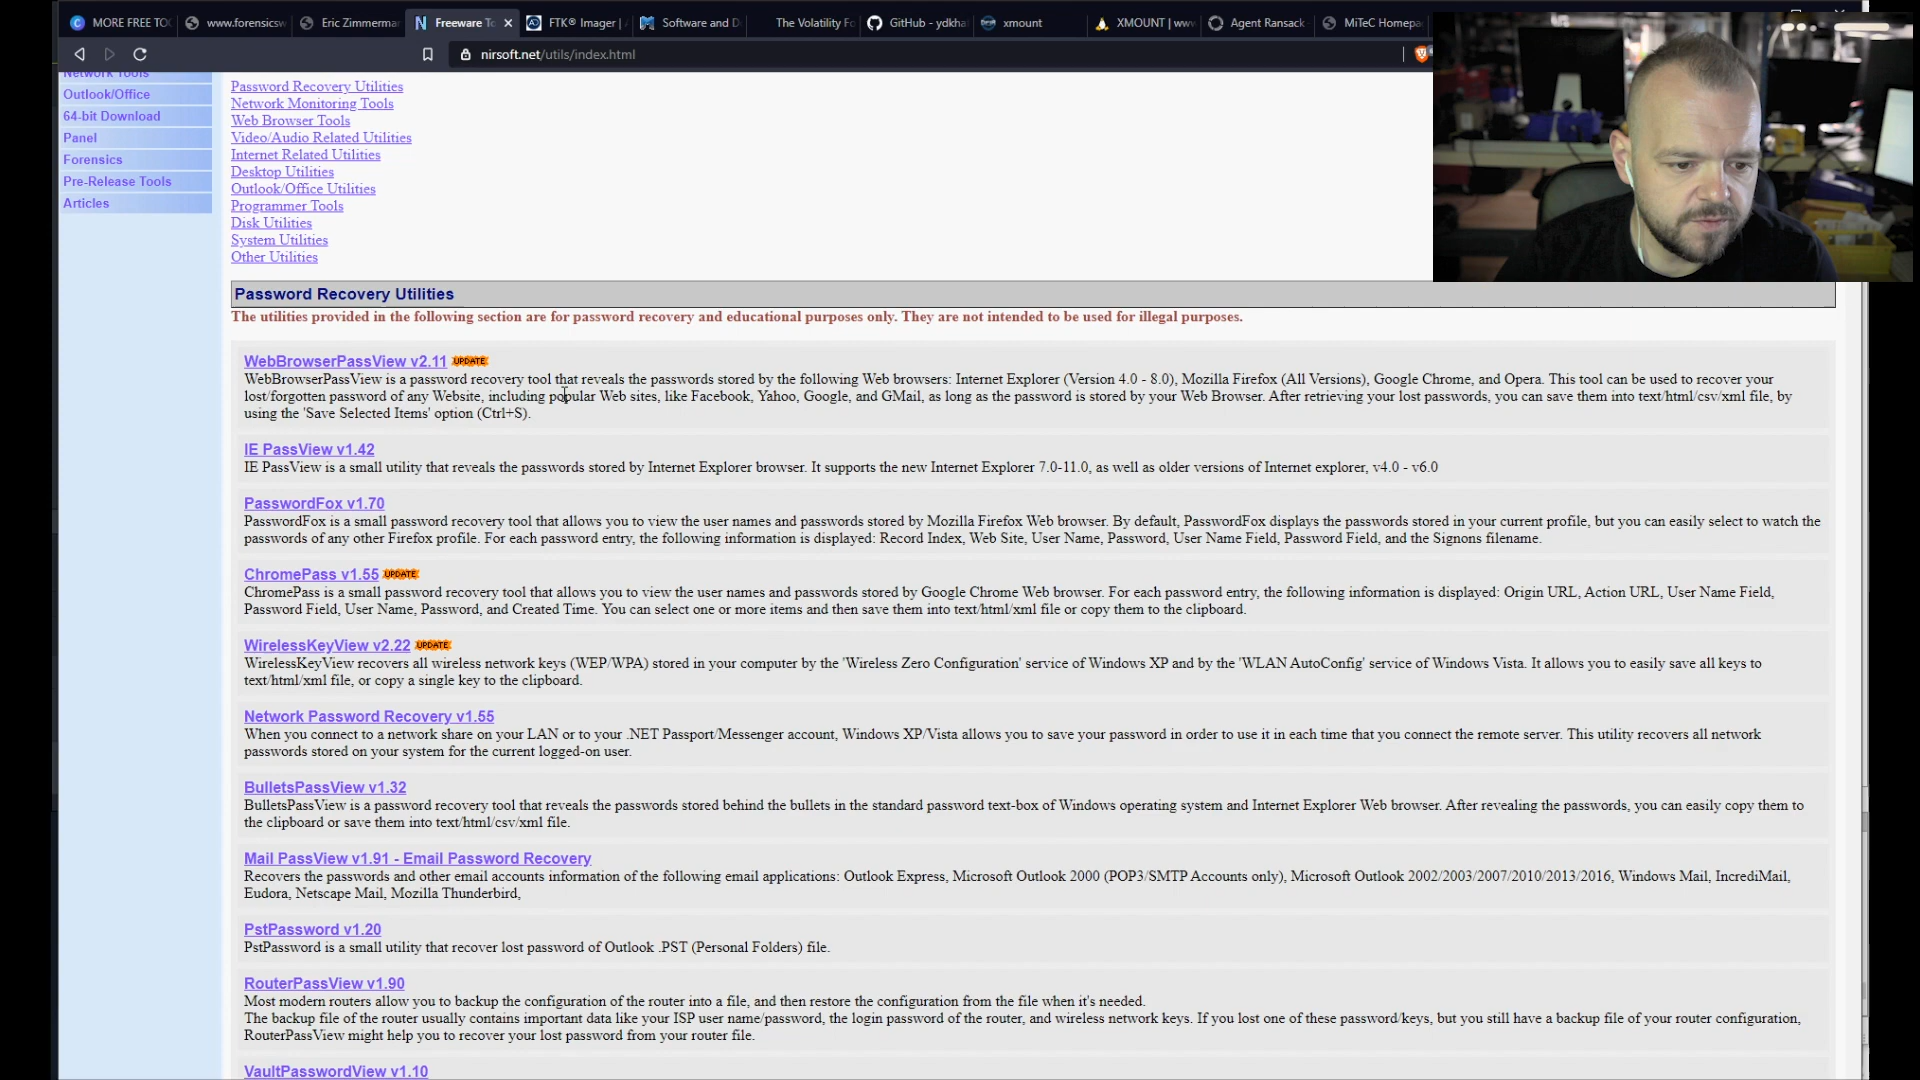 MORE FREE TO
www.forensicsw
Eric Zimmerma
Freeware To
FTK® Imager |
Software and D
The Volatility Fo
GitHub - ydkha
xmount
XMOUNT | www
Agent Ransack
MiTeC Homepa
nirsoft.net/utils/index.html
Network Tools
Outlook/Office
64-bit Download
Panel
Forensics
Pre-Release Tools
Articles
Password Recovery Utilities
Network Monitoring Tools
Web Browser Tools
Video/Audio Related Utilities
Internet Related Utilities
Desktop Utilities
Outlook/Office Utilities
Programmer Tools
Disk Utilities
System Utilities
Other Utilities
Password Recovery Utilities
The utilities provided in the following section are for password recovery and educational purposes only. They are not intended to be used for illegal purposes.
WebBrowserPassView v2.11 UPDATE
WebBrowserPassView is a password recovery tool that reveals the passwords stored by the following Web browsers: Internet Explorer (Version 4.0 - 8.0), Mozilla Firefox (All Versions), Google Chrome, and Opera. This tool can be used to recover your
lost/forgotten password of any Website, including popular Web sites, like Facebook, Yahoo, Google, and GMail, as long as the password is stored by your Web Browser. After retrieving your lost passwords, you can save them into text/html/csv/xml file, by
using the 'Save Selected Items' option (Ctrl+S).
IE PassView v1.42
IE PassView is a small utility that reveals the passwords stored by Internet Explorer browser. It supports the new Internet Explorer 7.0-11.0, as well as older versions of Internet explorer, v4.0 - v6.0
PasswordFox v1.70
PasswordFox is a small password recovery tool that allows you to view the user names and passwords stored by Mozilla Firefox Web browser. By default, PasswordFox displays the passwords stored in your current profile, but you can easily select to watch the
passwords of any other Firefox profile. For each password entry, the following information is displayed: Record Index, Web Site, User Name, Password, User Name Field, Password Field, and the Signons filename.
ChromePass v1.55 UPDATE
ChromePass is a small password recovery tool that allows you to view the user names and passwords stored by Google Chrome Web browser. For each password entry, the following information is displayed: Origin URL, Action URL, User Name Field,
Password Field, User Name, Password, and Created Time. You can select one or more items and then save them into text/html/xml file or copy them to the clipboard.
WirelessKeyView v2.22 UPDATE
WirelessKeyView recovers all wireless network keys (WEP/WPA) stored in your computer by the 'Wireless Zero Configuration' service of Windows XP and by the 'WLAN AutoConfig' service of Windows Vista. It allows you to easily save all keys to
text/html/xml file, or copy a single key to the clipboard.
Network Password Recovery v1.55
When you connect to a network share on your LAN or to your .NET Passport/Messenger account, Windows XP/Vista allows you to save your password in order to use it in each time that you connect the remote server. This utility recovers all network
passwords stored on your system for the current logged-on user.
BulletsPassView v1.32
BulletsPassView is a password recovery tool that reveals the passwords stored behind the bullets in the standard password text-box of Windows operating system and Internet Explorer Web browser. After revealing the passwords, you can easily copy them to
the clipboard or save them into text/html/csv/xml file.
Mail PassView v1.91 - Email Password Recovery
Recovers the passwords and other email accounts information of the following email applications: Outlook Express, Microsoft Outlook 2000 (POP3/SMTP Accounts only), Microsoft Outlook 2002/2003/2007/2010/2013/2016, Windows Mail, IncrediMail,
Eudora, Netscape Mail, Mozilla Thunderbird,
PstPassword v1.20
PstPassword is a small utility that recover lost password of Outlook .PST (Personal Folders) file.
RouterPassView v1.90
Most modern routers allow you to backup the configuration of the router into a file, and then restore the configuration from the file when it's needed.
The backup file of the router usually contains important data like your ISP user name/password, the login password of the router, and wireless network keys. If you lost one of these password/keys, but you still have a backup file of your router configuration,
RouterPassView might help you to recover your lost password from your router file.
VaultPasswordView v1.10